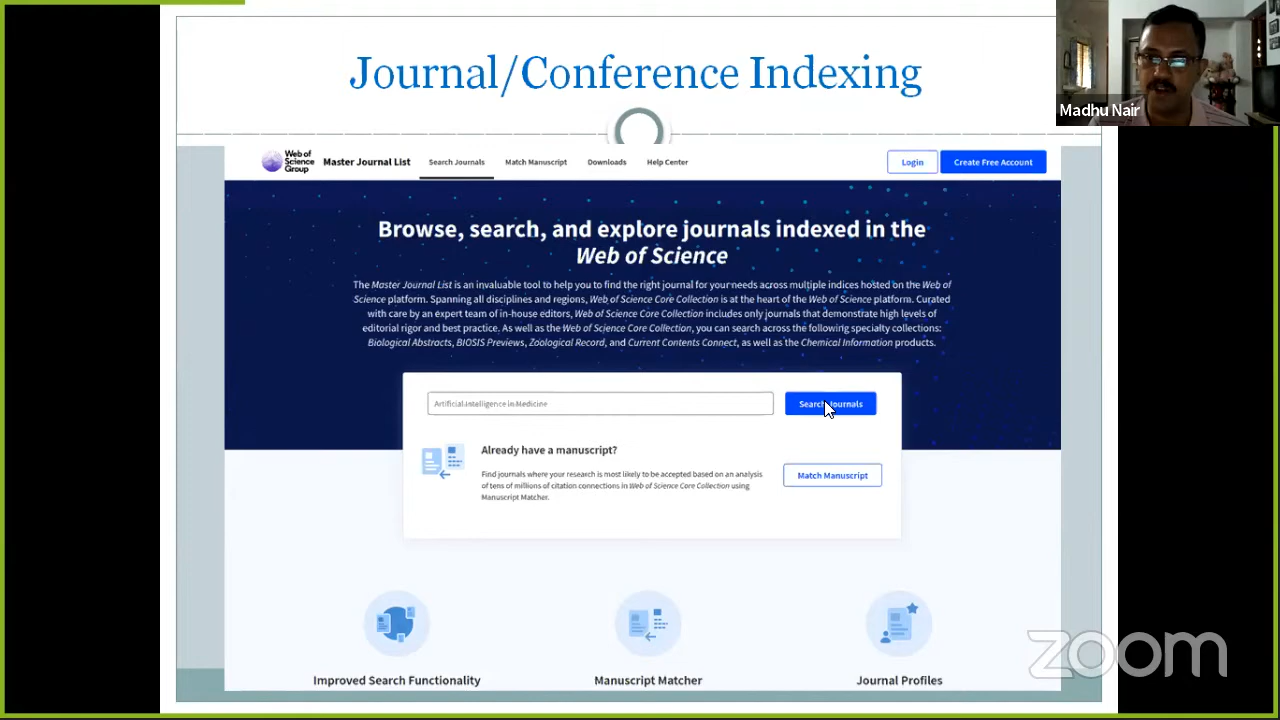 Journal/Conference Indexing
Madhu Nair
Web of
Science
Group
Master Journal List
Search Journals
Match Manuscript
Downloads
Help Center
Login
Create Free Account
Browse, search, and explore journals indexed in the
Web of Science
The Master Journal List is an invaluable tool to help you to find the right journal for your needs across multiple indices hosted on the Web of
Science platform. Spanning all disciplines and regions, Web of Science Core Collection is at the heart of the Web of Science platform. Curated
with care by an expert team of in-house editors, Web of Science Core Collection includes only journals that demonstrate high levels of
editorial rigor and best practice. As well as the Web of Science Core Collection, you can search across the following specialty collections:
Biological Abstracts, BIOSIS Previews, Zoological Record, and Current Contents Connect, as well as the Chemical Information products.
Artificial Intelligence in Medicine
Search Journals
Already have a manuscript?
Find journals where your research is most likely to be accepted based on an analysis
of tens of millions of citation connections in Web of Science Core Collection using
Manuscript Matcher.
Match Manuscript
Improved Search Functionality
Manuscript Matcher
Journal Profiles
zoom